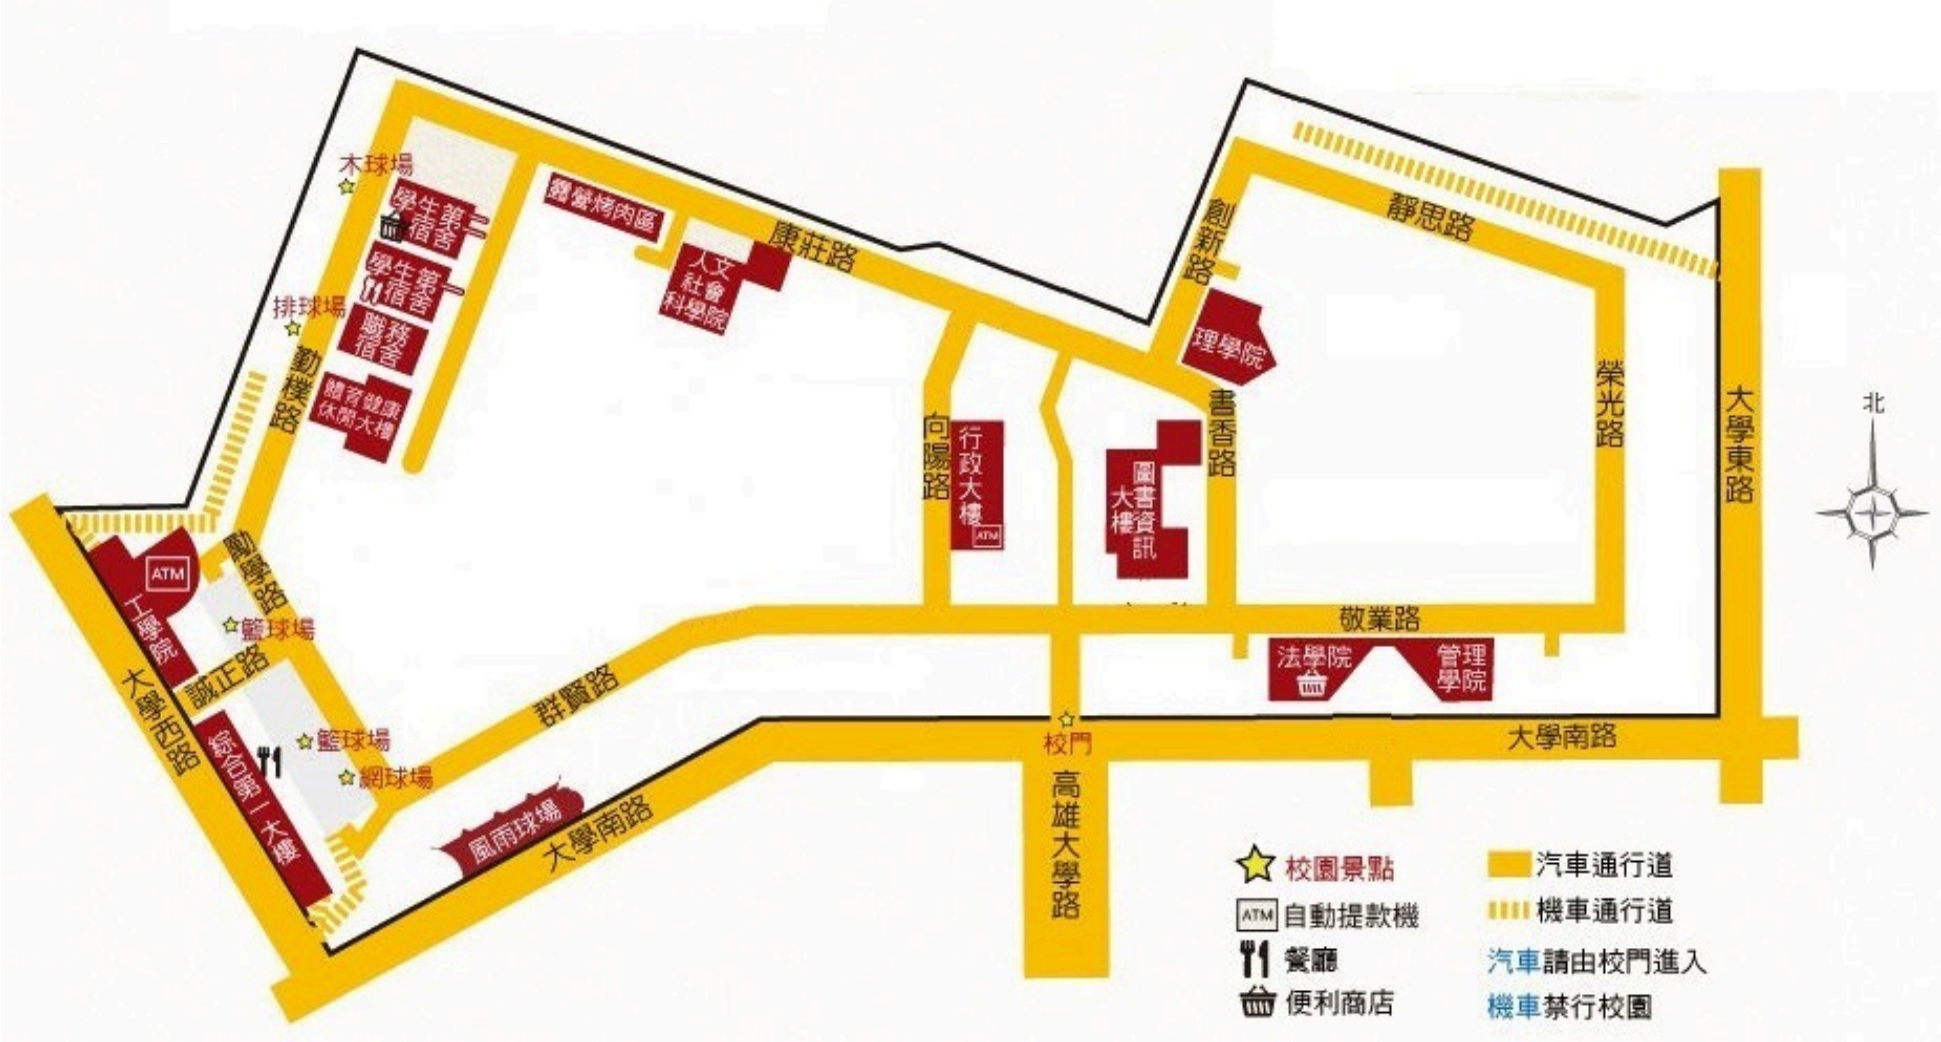 木球場
學生第二
宿舍
學生第一
宿舍
職務
宿舍
體育健康
休閒大樓
排球場
勤樸路
露營烤肉區
人文
社會
科學院
康莊路
創新路
靜思路
理學院
榮光路
大學東路
北
向陽路
行政大樓
ATM
圖書資訊
大樓
書香路
勵學路
ATM
工學院
籃球場
誠正路
大學西路
綜合第一大樓
籃球場
網球場
群賢路
敬業路
法學院
管理
學院
校門
大學南路
風雨球場
大學南路
高雄大學路
校園景點
ATM 自動提款機
餐廳
便利商店
汽車通行道
機車通行道
汽車請由校門進入
機車禁行校園